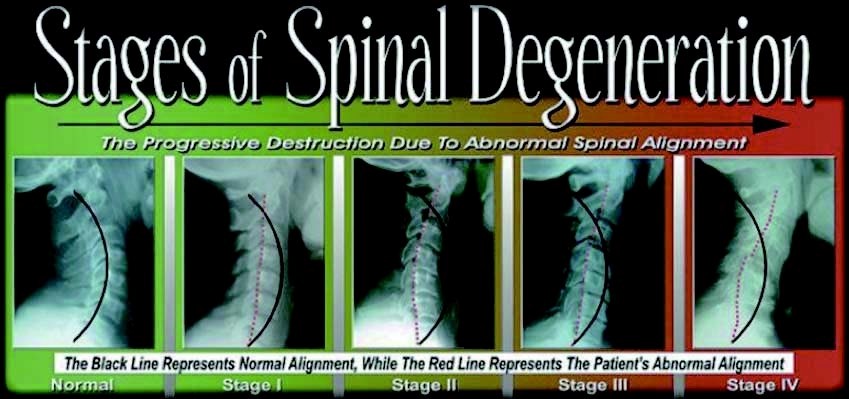 Stages of Spinal Degeneration
The Progressive Destruction Due To Abnormal Spinal Alignment
The Black Line Represents Normal Alignment, While The Red Line Represents The Patient's Abnormal Alignment
Normal Stage I Stage II Stage III Stage IV